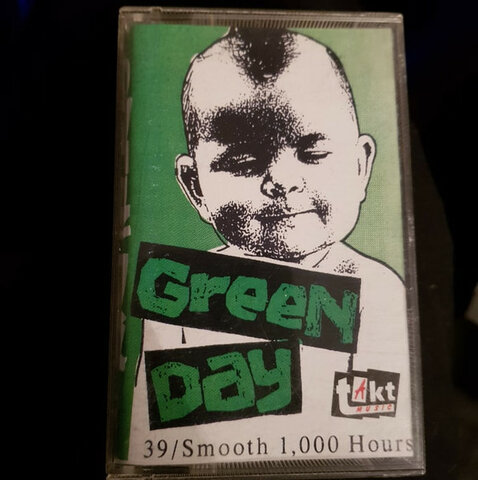 Green
Day
tAkt
MUSIC
39/Smooth 1,000 Hours